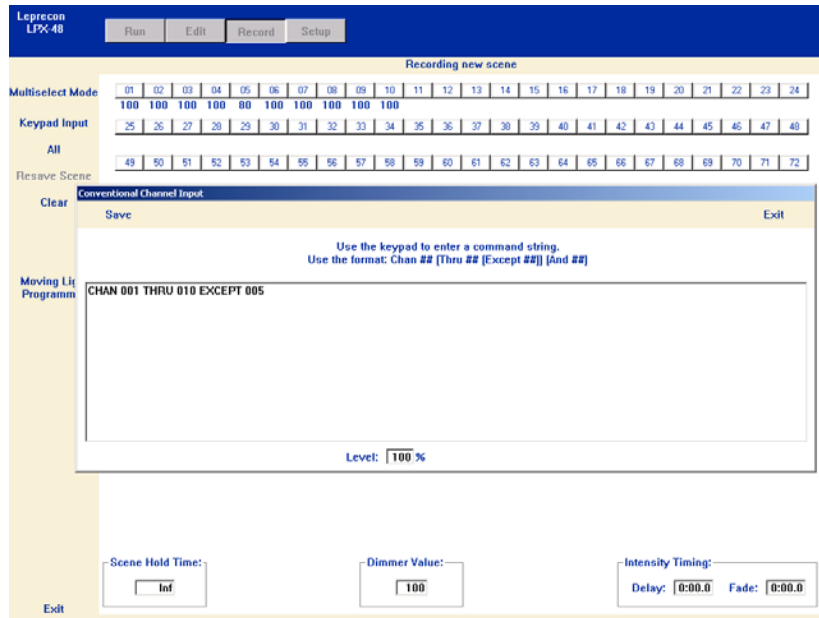 Leprecon
LPX-48
Run Edit Record Setup
Recording new scene
Multiselect Mode
01 02 03 04 05 06 07 08 09 10 11 12 13 14 15 16 17 18 19 20 21 22 23 24
100 100 100 100 80 100 100 100 100 100
Keypad Input
25 26 27 28 29 30 31 32 33 34 35 36 37 38 39 40 41 42 43 44 45 46 47 48
All
49 50 51 52 53 54 55 56 57 58 59 60 61 62 63 64 65 66 67 68 69 70 71 72
Resave Scene
Clear
Conventional Channel Input
Save Exit
Use the keypad to enter a command string.
Use the format: Chan ## [Thru ## [Except ##]] [And ##]
Moving Lig
Programm
CHAN 001 THRU 010 EXCEPT 005
Level: 100 %
Scene Hold Time:
Inf
Dimmer Value:
100
Intensity Timing:
Delay: 0:00.0 Fade: 0:00.0
Exit